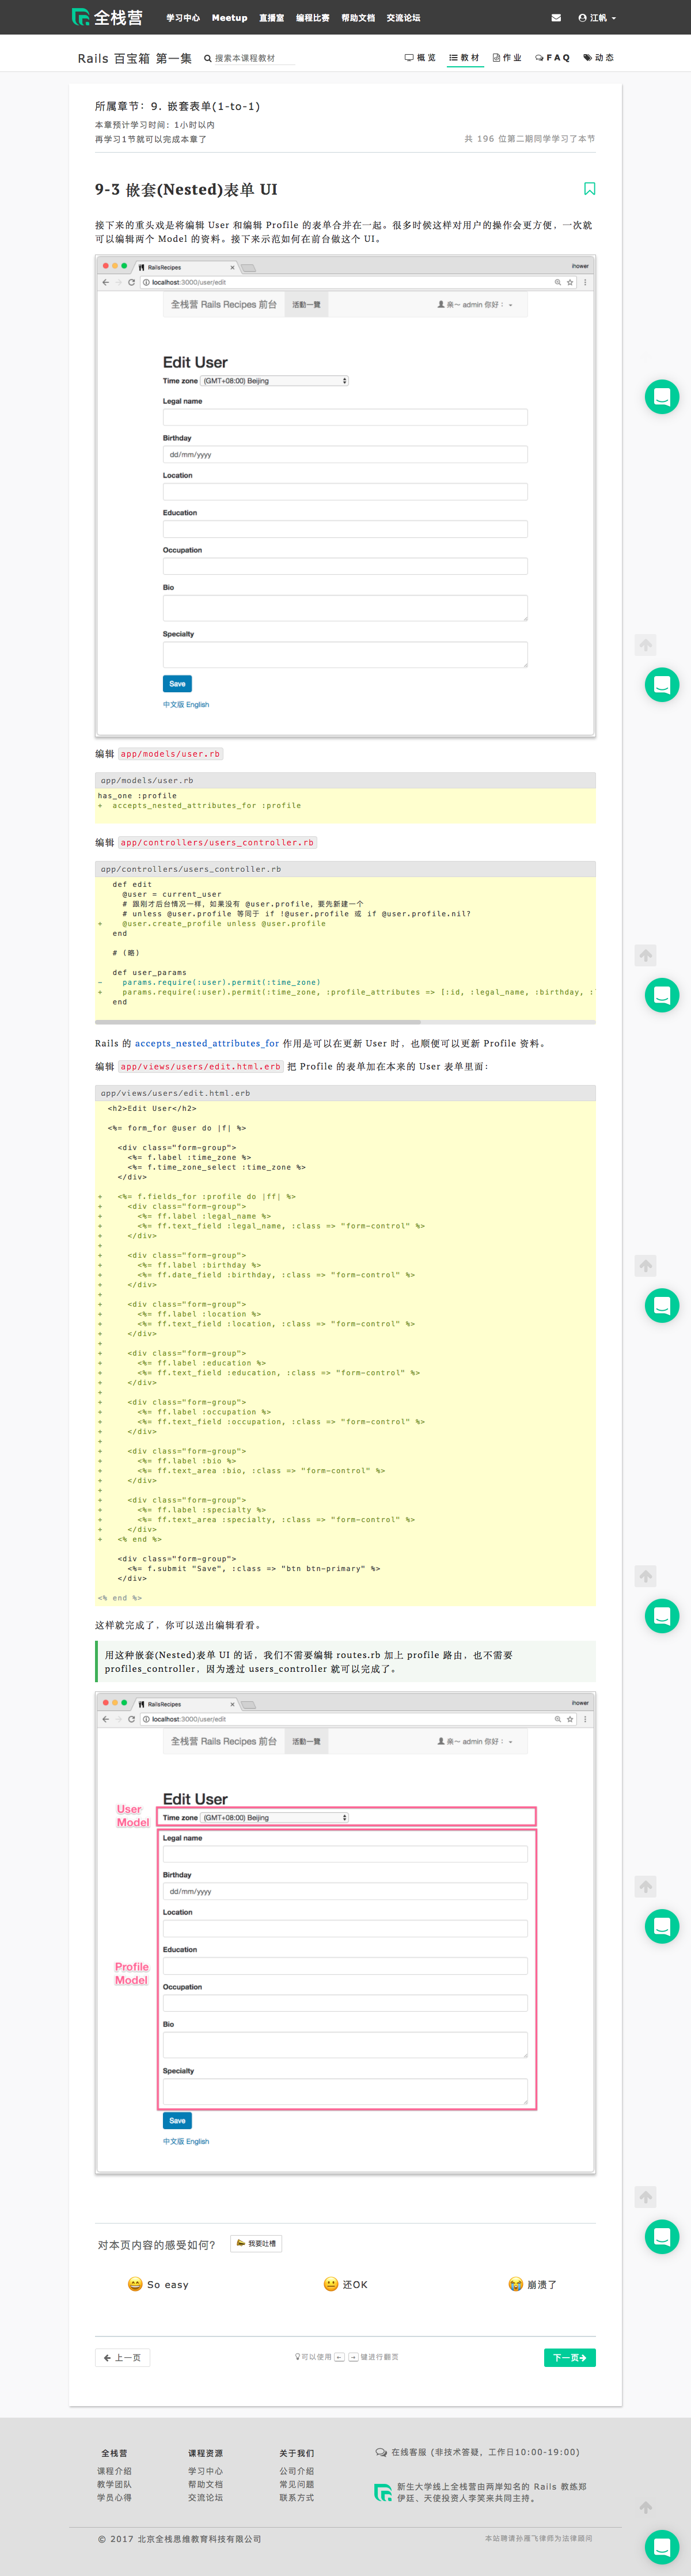 全栈营
学习中心 Meetup 直播室 编程比赛 帮助文档 交流论坛
江帆
Rails 百宝箱 第一集
搜索本课程教材
概览 教材 作业 FAQ 动态
所属章节：9. 嵌套表单(1-to-1)
本章预计学习时间：1小时以内
再学习1节就可以完成本章了
共 196 位第二期同学学习了本节
9-3 嵌套(Nested)表单 UI
接下来的重头戏是将编辑 User 和编辑 Profile 的表单合并在一起。很多时候这样对用户的操作会更方便，一次就
可以编辑两个 Model 的资料。接下来示范如何在前台做这个 UI。
RailsRecipes
ihower
localhost:3000/user/edit
全栈营 Rails Recipes 前台
活動一覽
亲～ admin 你好：
Edit User
Time zone (GMT+08:00) Beijing
Legal name
Birthday
dd/mm/yyyy
Location
Education
Occupation
Bio
Specialty
Save
中文版 English
编辑 app/models/user.rb
app/models/user.rb
has_one :profile
+ accepts_nested_attributes_for :profile
编辑 app/controllers/users_controller.rb
app/controllers/users_controller.rb
def edit
@user = current_user
# 跟刚才后台情况一样，如果没有 @user.profile，要先新建一个
# unless @user.profile 等同于 if !@user.profile 或 if @user.profile.nil?
+ @user.create_profile unless @user.profile
end
# (略)
def user_params
- params.require(:user).permit(:time_zone)
+ params.require(:user).permit(:time_zone, :profile_attributes => [:id, :legal_name, :birthday, :
end
Rails 的 accepts_nested_attributes_for 作用是可以在更新 User 时，也顺便可以更新 Profile 资料。
编辑 app/views/users/edit.html.erb 把 Profile 的表单加在本来的 User 表单里面：
app/views/users/edit.html.erb
<h2>Edit User</h2>
<%= form_for @user do |f| %>
<div class="form-group">
<%= f.label :time_zone %>
<%= f.time_zone_select :time_zone %>
</div>
+ <%= f.fields_for :profile do |ff| %>
+ <div class="form-group">
+ <%= ff.label :legal_name %>
+ <%= ff.text_field :legal_name, :class => "form-control" %>
+ </div>
+
+ <div class="form-group">
+ <%= ff.label :birthday %>
+ <%= ff.date_field :birthday, :class => "form-control" %>
+ </div>
+
+ <div class="form-group">
+ <%= ff.label :location %>
+ <%= ff.text_field :location, :class => "form-control" %>
+ </div>
+
+ <div class="form-group">
+ <%= ff.label :education %>
+ <%= ff.text_field :education, :class => "form-control" %>
+ </div>
+
+ <div class="form-group">
+ <%= ff.label :occupation %>
+ <%= ff.text_field :occupation, :class => "form-control" %>
+ </div>
+
+ <div class="form-group">
+ <%= ff.label :bio %>
+ <%= ff.text_area :bio, :class => "form-control" %>
+ </div>
+
+ <div class="form-group">
+ <%= ff.label :specialty %>
+ <%= ff.text_area :specialty, :class => "form-control" %>
+ </div>
+ <% end %>
<div class="form-group">
<%= f.submit "Save", :class => "btn btn-primary" %>
</div>
<% end %>
这样就完成了，你可以送出编辑看看。
用这种嵌套(Nested)表单 UI 的话，我们不需要编辑 routes.rb 加上 profile 路由，也不需要
profiles_controller，因为透过 users_controller 就可以完成了。
RailsRecipes
ihower
localhost:3000/user/edit
全栈营 Rails Recipes 前台
活動一覽
亲～ admin 你好：
Edit User
User
Model
Time zone (GMT+08:00) Beijing
Legal name
Birthday
dd/mm/yyyy
Location
Education
Profile
Model
Occupation
Bio
Specialty
Save
中文版 English
对本页内容的感受如何?
我要吐槽
So easy
还OK
崩溃了
上一页
可以使用 ← → 键进行翻页
下一页
全栈营 课程资源 关于我们
在线客服 (非技术答疑，工作日10:00-19:00)
课程介绍 学习中心 公司介绍
教学团队 帮助文档 常见问题
学员心得 交流论坛 联系方式
新生大学线上全栈营由两岸知名的 Rails 教练郑
伊廷、天使投资人李笑来共同主持。
© 2017 北京全栈思维教育科技有限公司
本站聘请孙雁飞律师为法律顾问